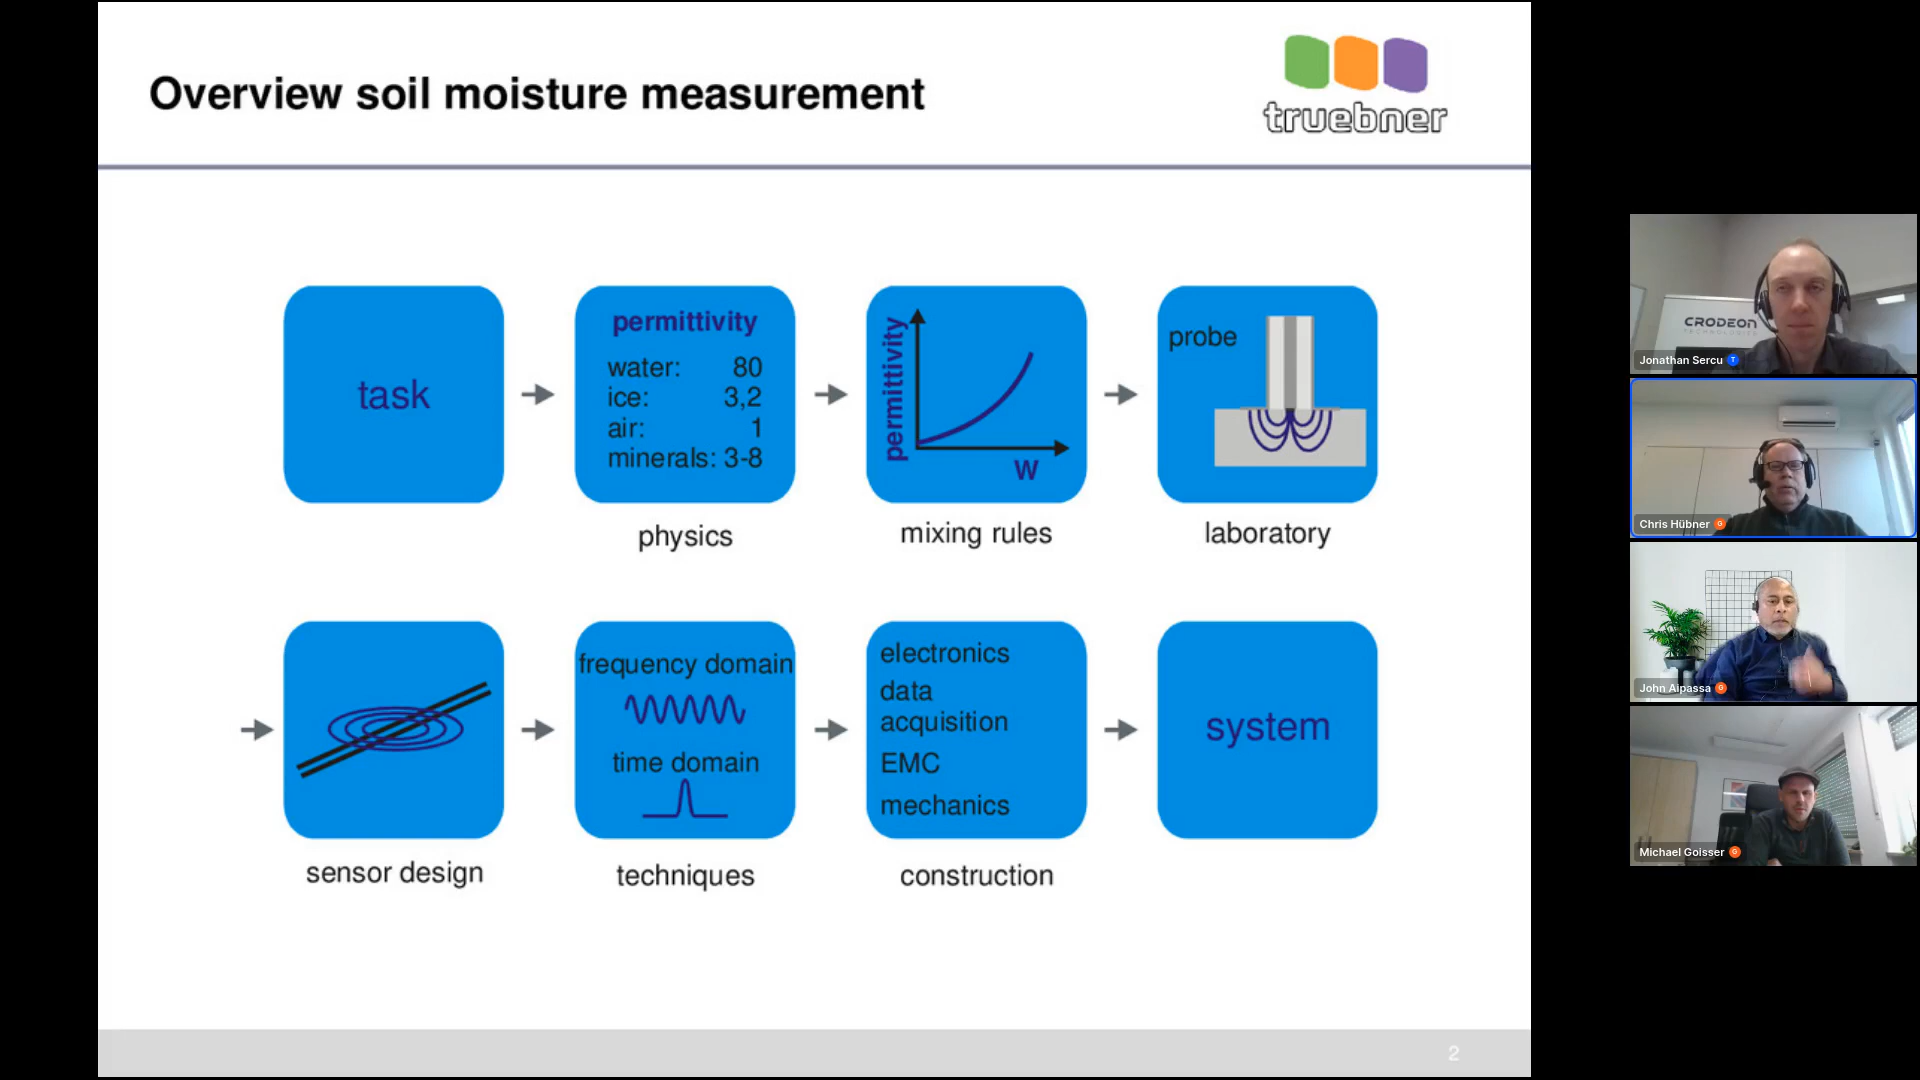 Overview soil moisture measurement
truebner
task
permittivity
water: 80
ice: 3,2
air: 1
minerals: 3-8
physics
permittivity
W
mixing rules
probe
laboratory
sensor design
frequency domain
time domain
techniques
electronics
data
acquisition
EMC
mechanics
construction
system
2
CRODEON
TECHNOLOGIES
Jonathan Sercu T
Chris Hübner G
John Aipassa G
Michael Goisser G